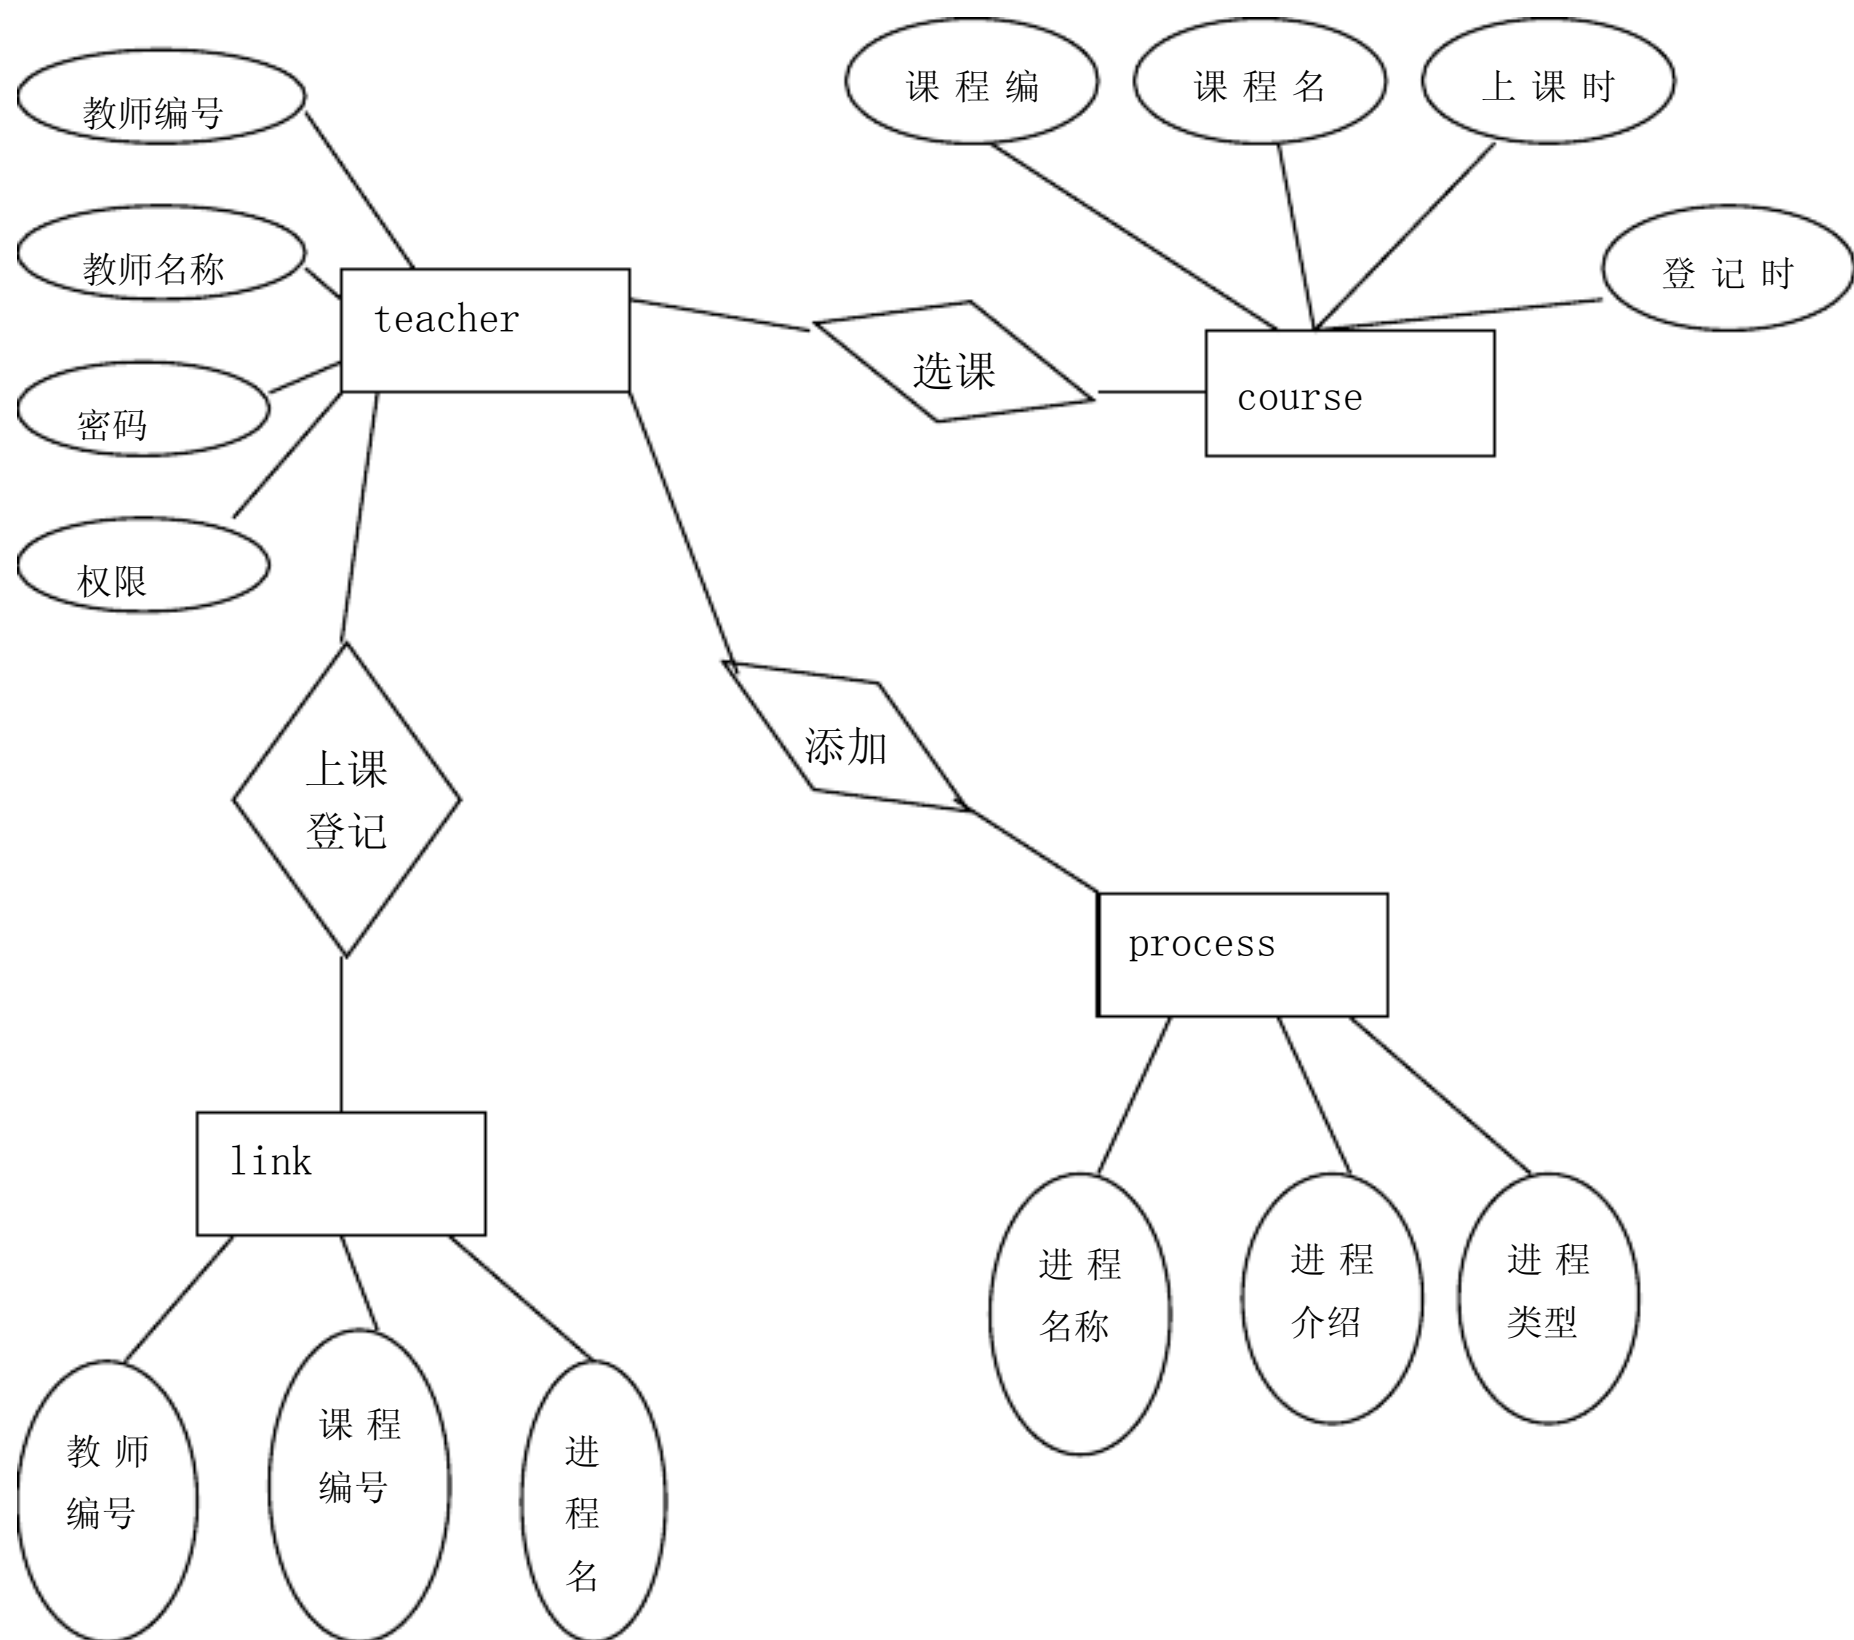 课 程 编
课 程 名
上 课 时
教师编号
登 记 时
教师名称
teacher
选课
course
密码
权限
添加
上课
登记
process
link
进 程
名称
进 程
介绍
进 程
类型
教 师
编号
课 程
编号
进
程
名